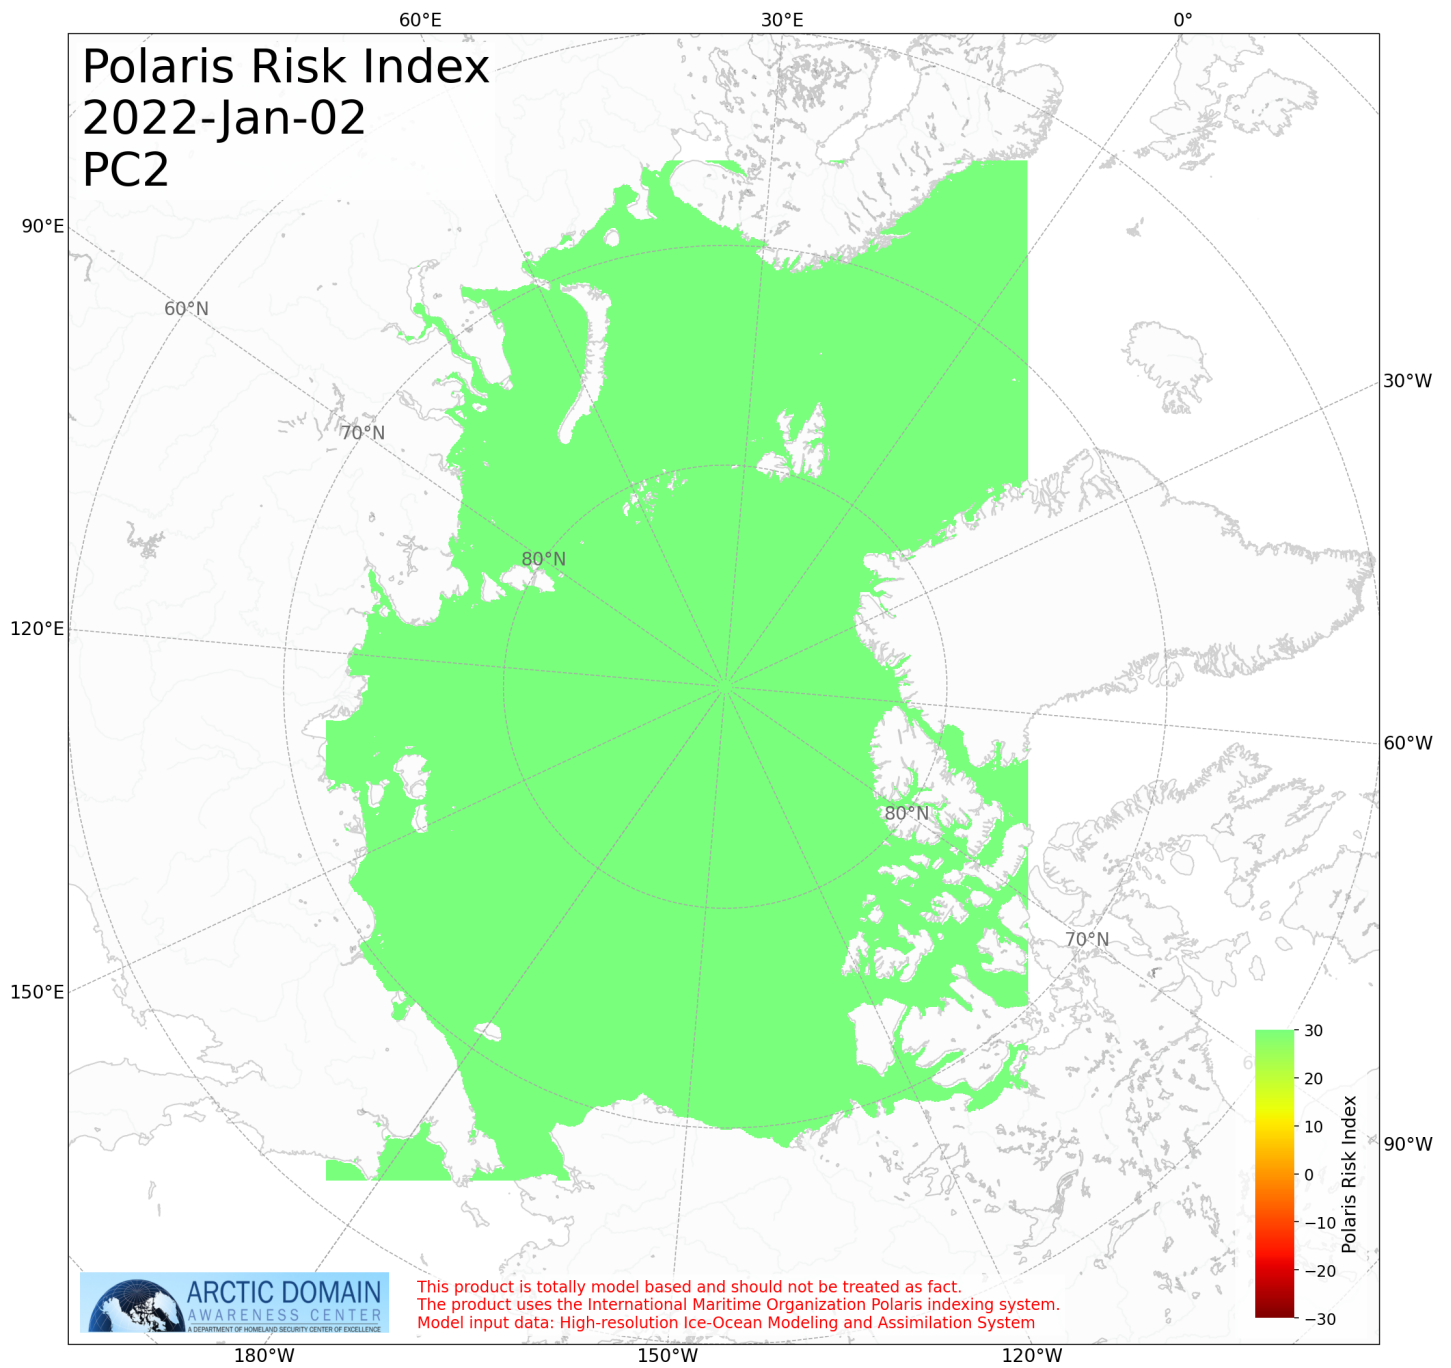 60°E 30°E 0°
Polaris Risk Index
2022-Jan-02
PC2
90°E
60°N
30°W
70°N
80°N
120°E
60°W
80°N
70°N
150°E
30
20
10
0
−10
−20
−30
Polaris Risk Index
90°W
ARCTIC DOMAIN
AWARENESS CENTER
A DEPARTMENT OF HOMELAND SECURITY CENTER OF EXCELLENCE
This product is totally model based and should not be treated as fact.
The product uses the International Maritime Organization Polaris indexing system.
Model input data: High-resolution Ice-Ocean Modeling and Assimilation System
180°W 150°W 120°W